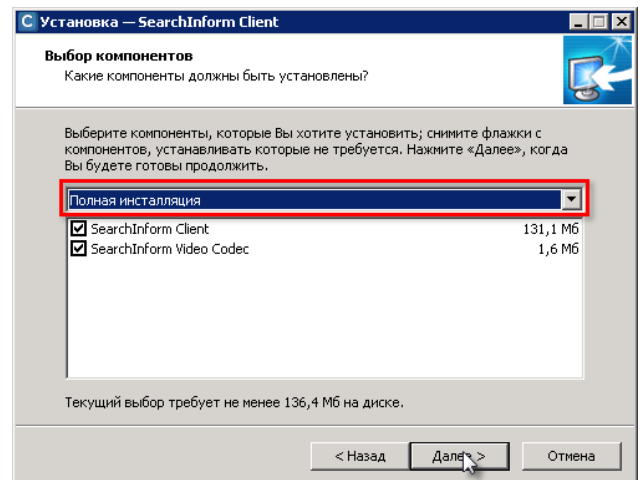 C Установка — SearchInform Client
Выбор компонентов
Какие компоненты должны быть установлены?
Выберите компоненты, которые Вы хотите установить; снимите флажки с
компонентов, устанавливать которые не требуется. Нажмите «Далее», когда
Вы будете готовы продолжить.
Полная инсталляция
SearchInform Client 131,1 Мб
SearchInform Video Codec 1,6 Мб
Текущий выбор требует не менее 136,4 Мб на диске.
< Назад Далее > Отмена